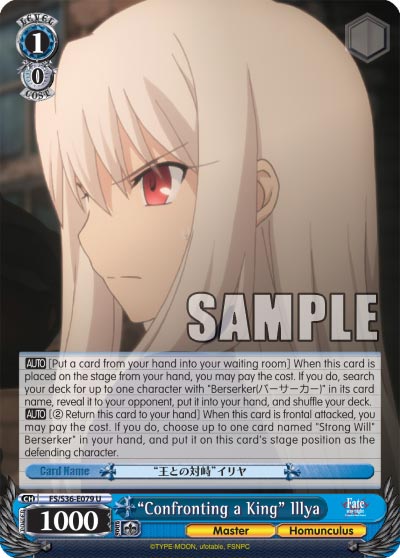 LEVEL
1
0
COST
SAMPLE
AUTO [Put a card from your hand into your waiting room] When this card is
placed on the stage from your hand, you may pay the cost. If you do, search
your deck for up to one character with "Berserker(バーサーカー)" in its card
name, reveal it to your opponent, put it into your hand, and shuffle your deck.
AUTO [② Return this card to your hand] When this card is frontal attacked, you
may pay the cost. If you do, choose up to one card named "Strong Will"
Berserker" in your hand, and put it on this card's stage position as the
defending character.
Card Name
"王との対峙"イリヤ
CH
FS/S36-E079 U
POWER
1000
"Confronting a King" Illya
Fate
Master
Homunculus
©TYPE-MOON, ufotable, FSNPC